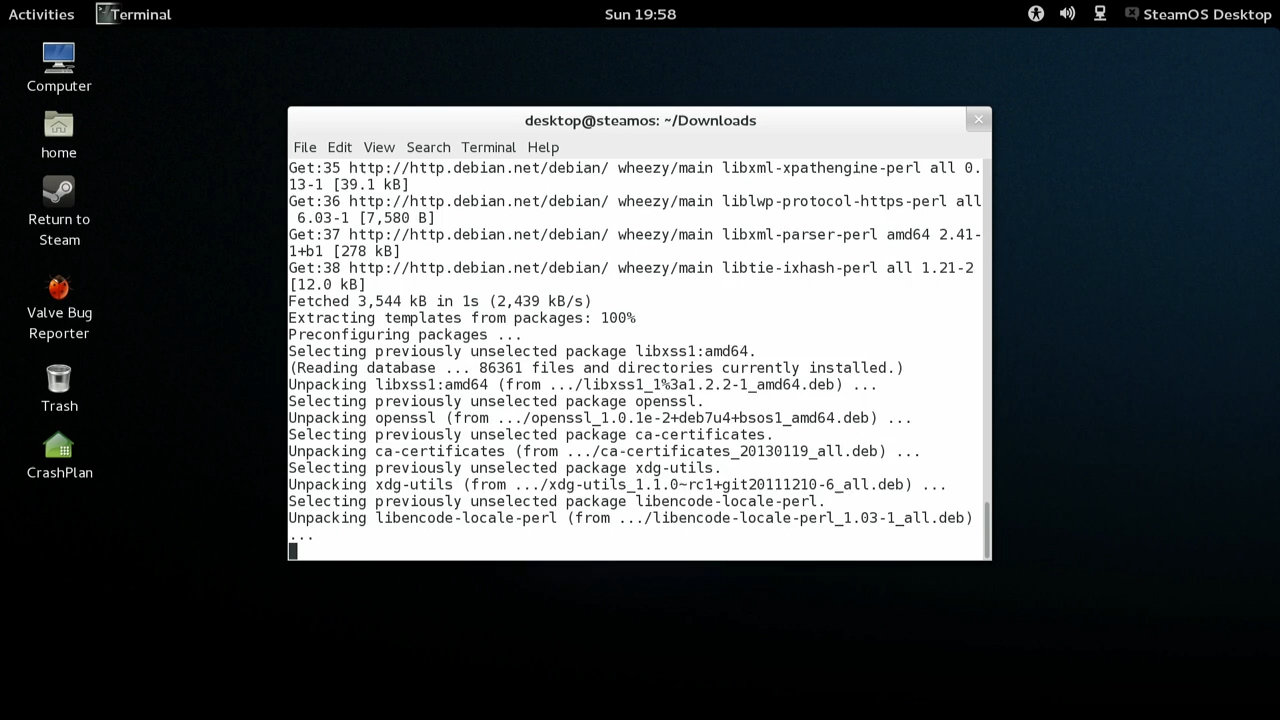 Activities Terminal Sun 19:58 SteamOS Desktop
Computer
home
Return to
Steam
Valve Bug
Reporter
Trash
CrashPlan
desktop@steamos: ~/Downloads
File Edit View Search Terminal Help
Get:35 http://http.debian.net/debian/ wheezy/main libxml-xpathengine-perl all 0.
13-1 [39.1 kB]
Get:36 http://http.debian.net/debian/ wheezy/main liblwp-protocol-https-perl all
 6.03-1 [7,580 B]
Get:37 http://http.debian.net/debian/ wheezy/main libxml-parser-perl amd64 2.41-
1+b1 [278 kB]
Get:38 http://http.debian.net/debian/ wheezy/main libtie-ixhash-perl all 1.21-2
[12.0 kB]
Fetched 3,544 kB in 1s (2,439 kB/s)
Extracting templates from packages: 100%
Preconfiguring packages ...
Selecting previously unselected package libxss1:amd64.
(Reading database ... 86361 files and directories currently installed.)
Unpacking libxss1:amd64 (from .../libxss1_1%3a1.2.2-1_amd64.deb) ...
Selecting previously unselected package openssl.
Unpacking openssl (from .../openssl_1.0.1e-2+deb7u4+bsos1_amd64.deb) ...
Selecting previously unselected package ca-certificates.
Unpacking ca-certificates (from .../ca-certificates_20130119_all.deb) ...
Selecting previously unselected package xdg-utils.
Unpacking xdg-utils (from .../xdg-utils_1.1.0~rc1+git20111210-6_all.deb) ...
Selecting previously unselected package libencode-locale-perl.
Unpacking libencode-locale-perl (from .../libencode-locale-perl_1.03-1_all.deb)
...